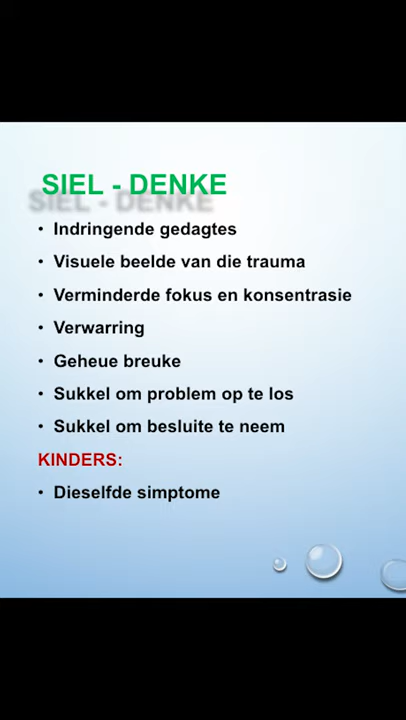 SIEL - DENKE
• Indringende gedagtes
• Visuele beelde van die trauma
• Verminderde fokus en konsentrasie
• Verwarring
• Geheue breuke
• Sukkel om problem op te los
• Sukkel om besluite te neem
KINDERS:
• Dieselfde simptome